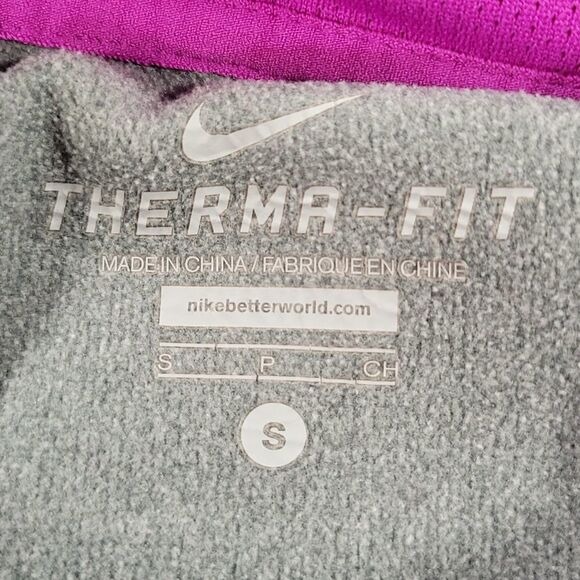 THERMA-FIT
MADE IN CHINA / FABRIQUE EN CHINE
nikebetterworld.com
S P CH
S